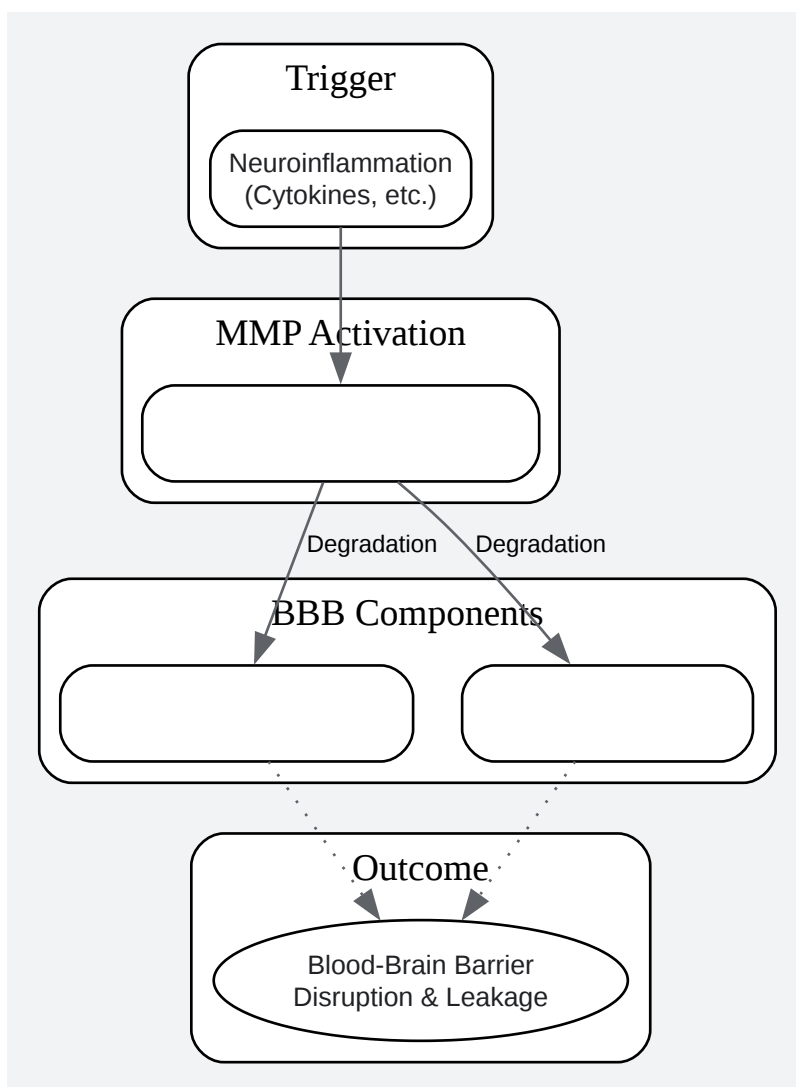 Trigger
Neuroinflammation
(Cytokines, etc.)
MMP Activation
Degradation
Degradation
BBB Components
Outcome
Blood-Brain Barrier
Disruption & Leakage